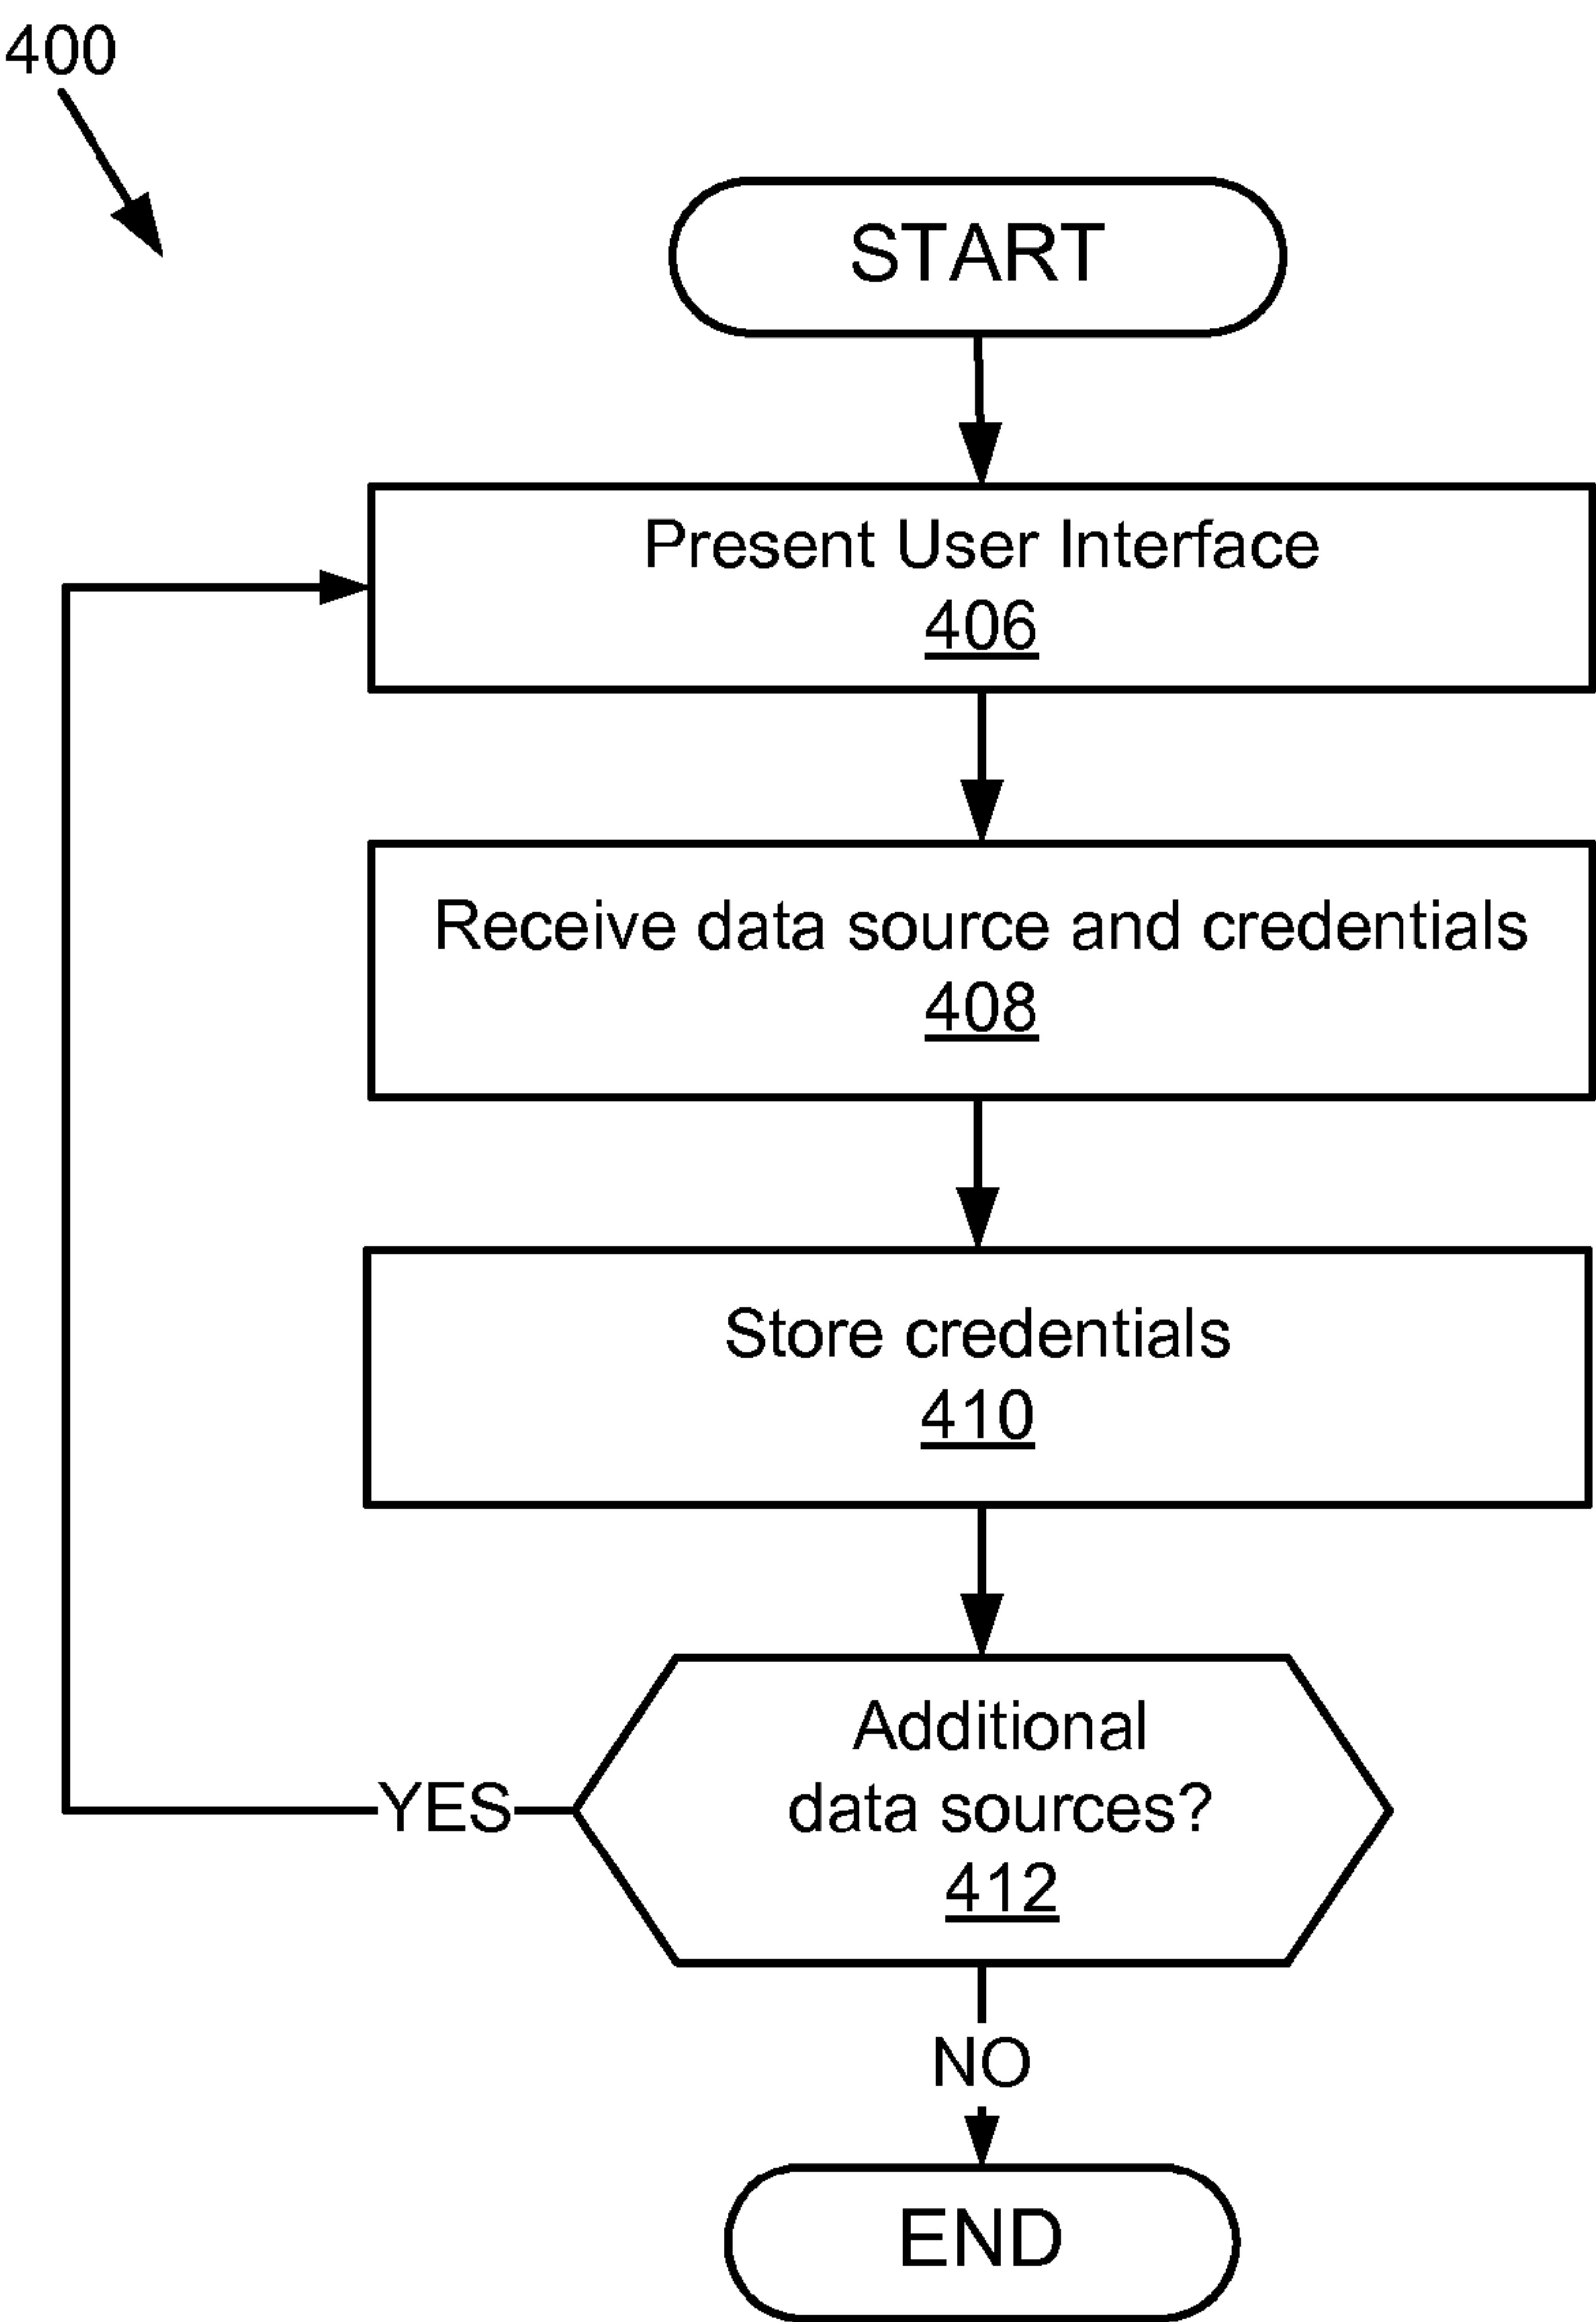 400
START
Present User Interface
406
Receive data source and credentials
408
Store credentials
410
Additional
data sources?
412
YES
NO
END